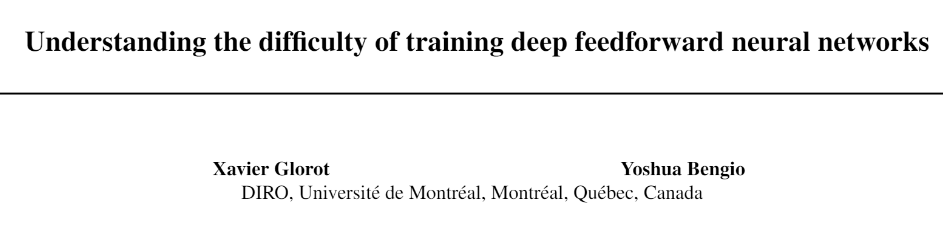 Understanding the difficulty of training deep feedforward neural networks
Xavier Glorot Yoshua Bengio
DIRO, Université de Montréal, Montréal, Québec, Canada